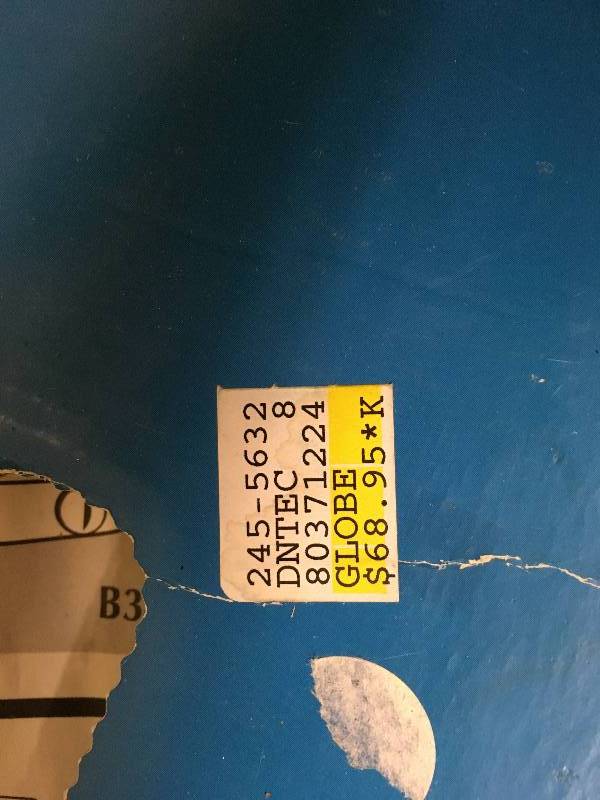 245-5632
DNTEC 8
80371224
GLOBE
$68.95*K
B3